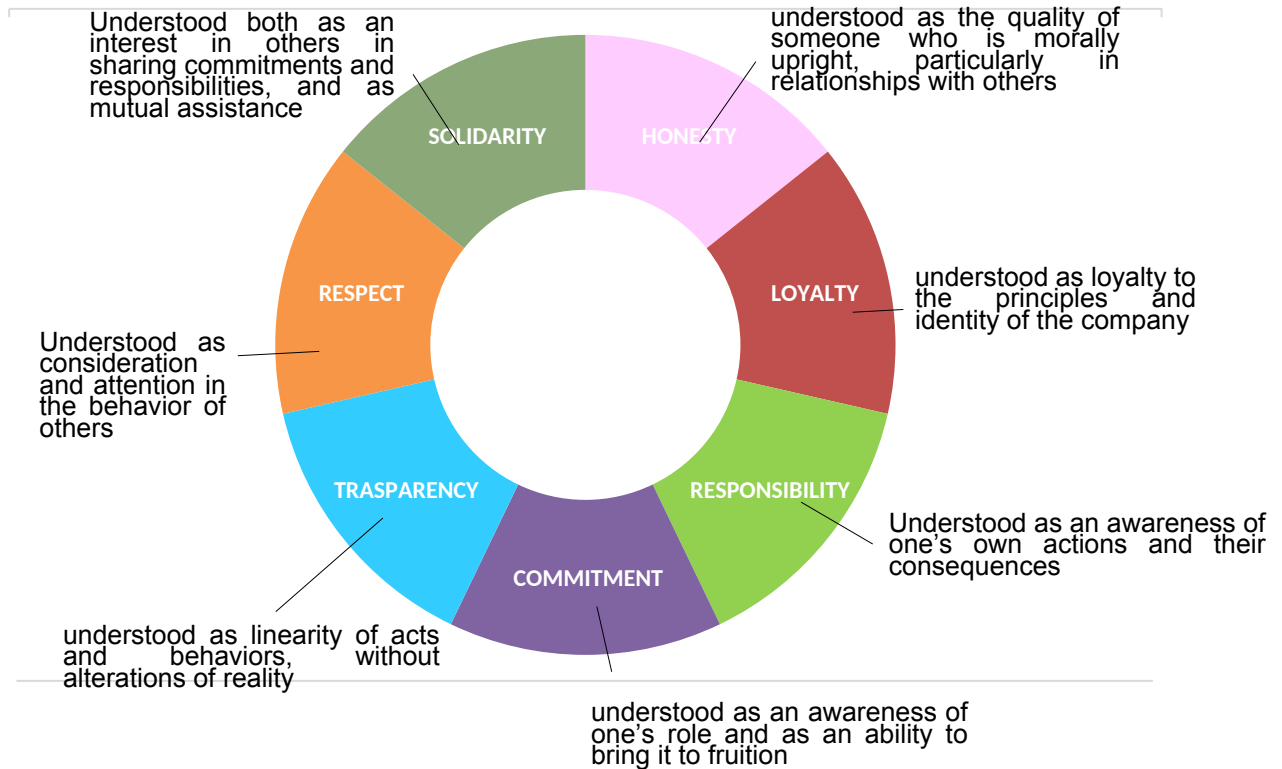 Understood both as an
interest in others in
sharing commitments and
responsibilities, and as
mutual assistance
understood as the quality of
someone who is morally
upright, particularly in
relationships with others
SOLIDARITY
HONESTY
RESPECT
LOYALTY
understood as loyalty to
the principles and
identity of the company
Understood as
consideration
and attention in
the behavior of
others
TRASPARENCY
RESPONSIBILITY
Understood as an awareness of
one's own actions and their
consequences
COMMITMENT
understood as linearity of acts
and behaviors, without
alterations of reality
understood as an awareness of
one's role and as an ability to
bring it to fruition